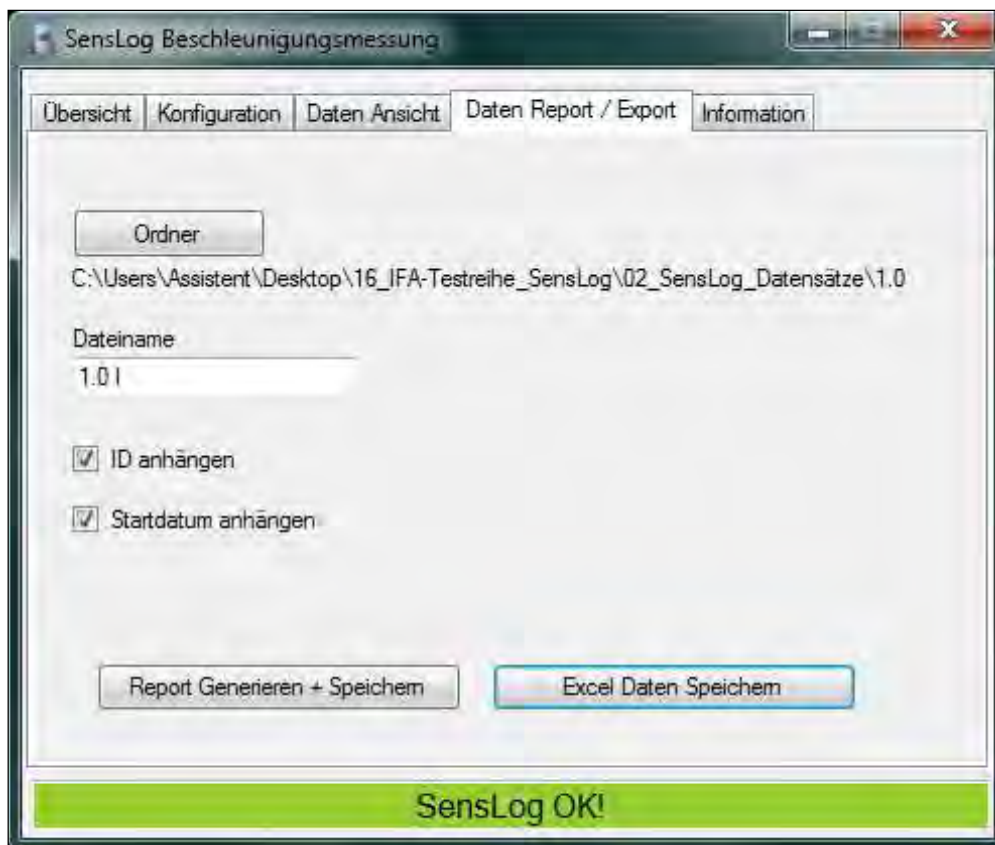 SensLog Beschleunigungsmessung
Übersicht Konfiguration Daten Ansicht Daten Report / Export Information
Ordner
C:\Users\Assistent\Desktop\16_IFA-Testreihe_SensLog\02_SensLog_Datensätze\1.0
Dateiname
1.0 l
ID anhängen
Startdatum anhängen
Report Generieren + Speichern Excel Daten Speichern
SensLog OK!